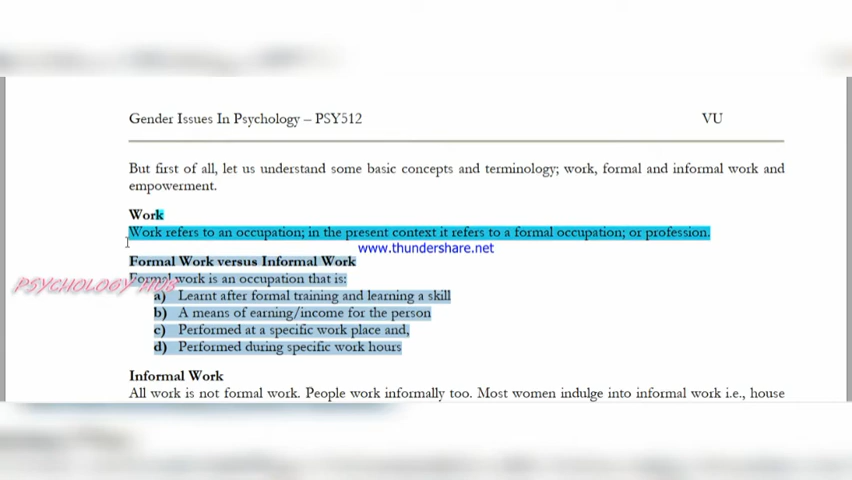 Gender Issues In Psychology – PSY512 VU
But first of all, let us understand some basic concepts and terminology; work, formal and informal work and
empowerment.
Work
Work refers to an occupation; in the present context it refers to a formal occupation; or profession.
www.thundershare.net
Formal Work versus Informal Work
Formal work is an occupation that is:
PSYCHOLOGY HUB
a) Learnt after formal training and learning a skill
b) A means of earning/income for the person
c) Performed at a specific work place and,
d) Performed during specific work hours
Informal Work
All work is not formal work. People work informally too. Most women indulge into informal work i.e., house